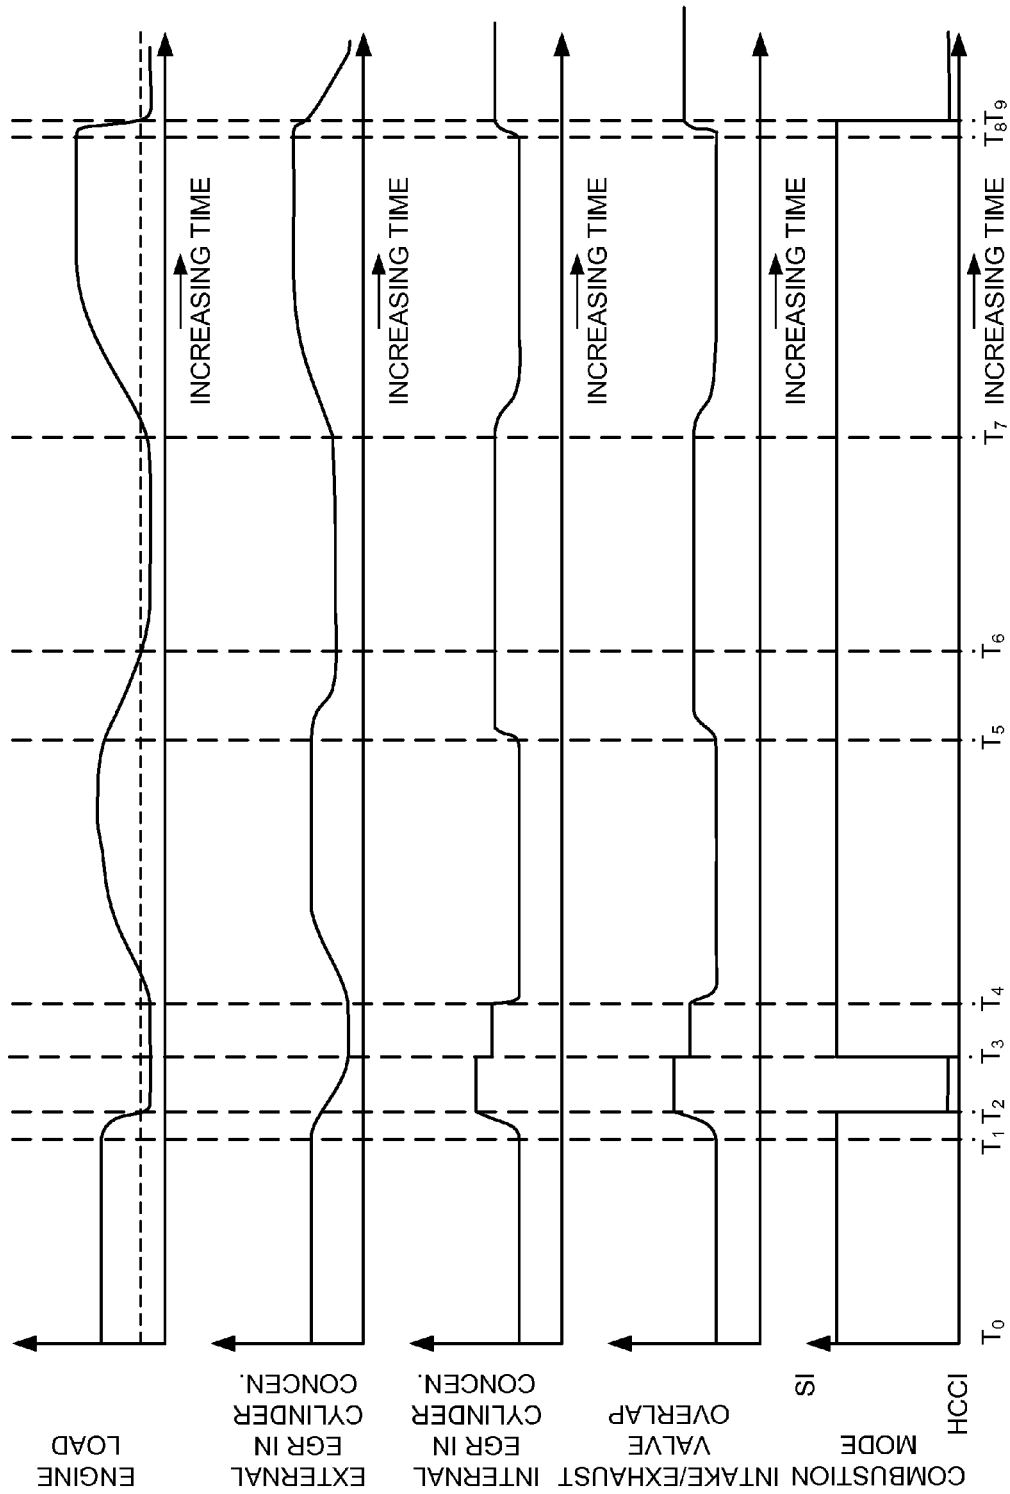 ENGINE
LOAD
EXTERNAL
EGR IN
CYLINDER
CONCEN.
INTERNAL
EGR IN
CYLINDER
CONCEN.
INTAKE/EXHAUST
VALVE
OVERLAP
COMBUSTION
MODE
SI
HCCI
INCREASING TIME
INCREASING TIME
INCREASING TIME
INCREASING TIME
INCREASING TIME
T0
T1
T2
T3
T4
T5
T6
T7
T8
T9